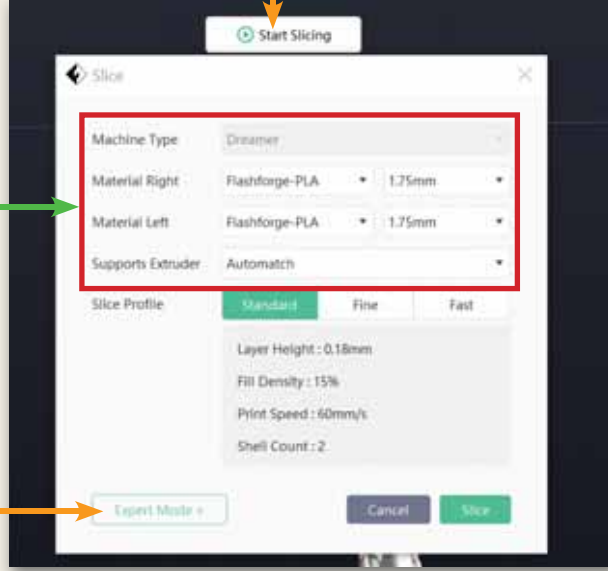 Start Slicing
Slice
Machine Type Dreamer
Material Right Flashforge-PLA 1.75mm
Material Left Flashforge-PLA 1.75mm
Supports Extruder Automatch
Slice Profile Standard Fine Fast
Layer Height : 0.18mm
Fill Density : 15%
Print Speed : 60mm/s
Shell Count : 2
Expert Mode + Cancel Slice